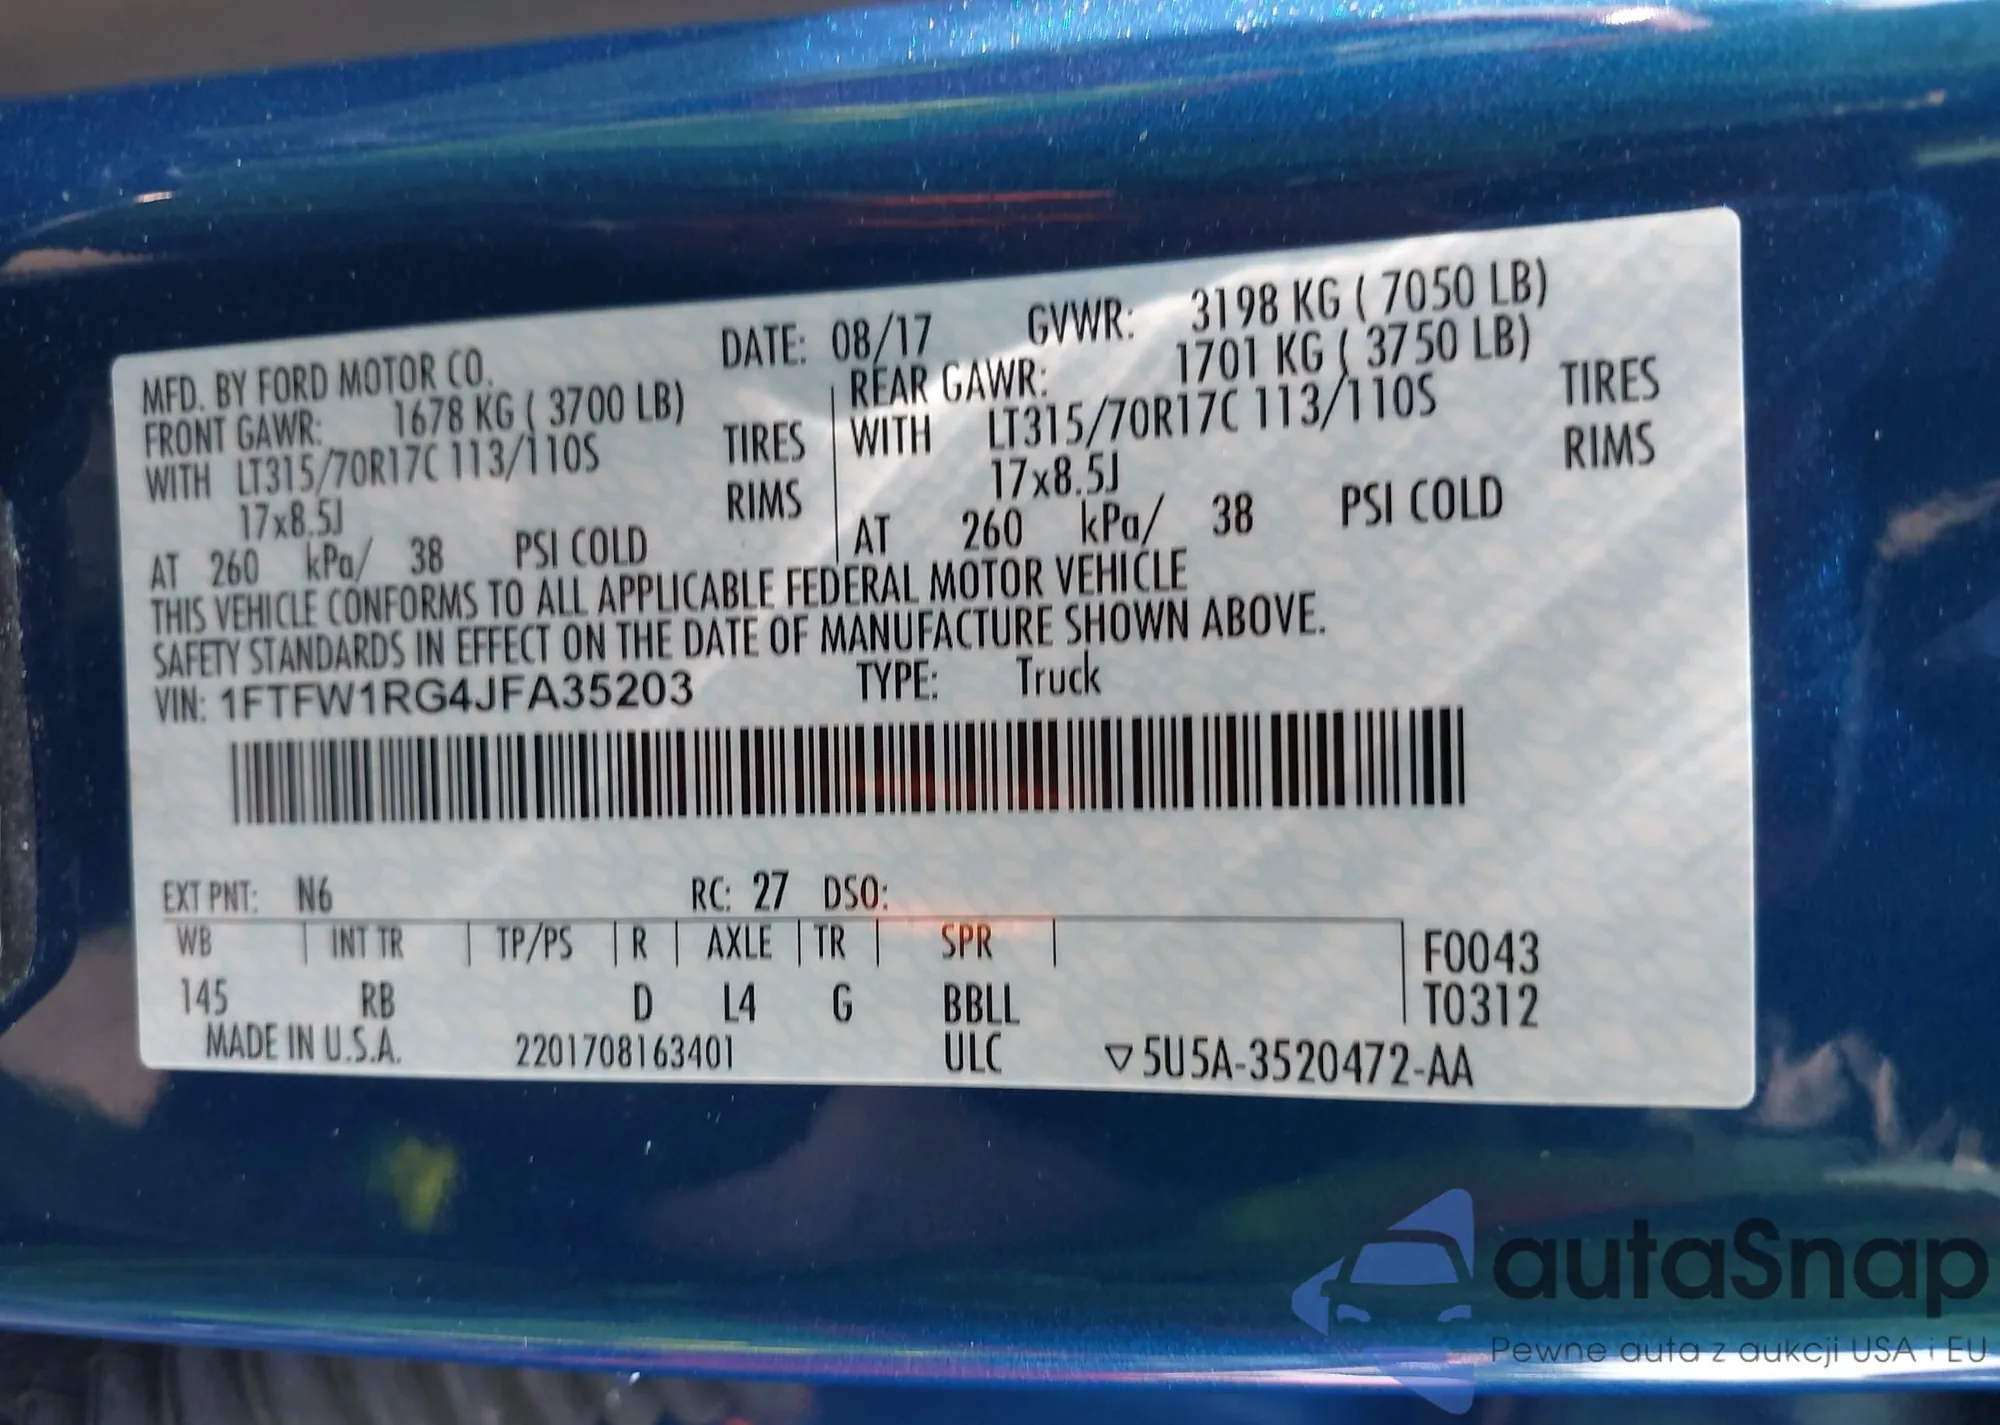 MFD. BY FORD MOTOR CO. DATE: 08/17 GVWR: 3198 KG ( 7050 LB)
FRONT GAWR: 1678 KG ( 3700 LB) REAR GAWR: 1701 KG ( 3750 LB)
WITH LT315/70R17C 113/110S TIRES WITH LT315/70R17C 113/110S TIRES
17x8.5J RIMS 17x8.5J RIMS
AT 260 kPa/ 38 PSI COLD AT 260 kPa/ 38 PSI COLD
THIS VEHICLE CONFORMS TO ALL APPLICABLE FEDERAL MOTOR VEHICLE
SAFETY STANDARDS IN EFFECT ON THE DATE OF MANUFACTURE SHOWN ABOVE.
VIN: 1FTFW1RG4JFA35203 TYPE: Truck
EXT PNT: N6 RC: 27 DSO:
WB INT TR TP/PS R AXLE TR SPR F0043
145 RB D L4 G BBLL T0312
MADE IN U.S.A. 2201708163401 ULC ▽5U5A-3520472-AA
autaSnap
Pewne auta z aukcji USA i EU